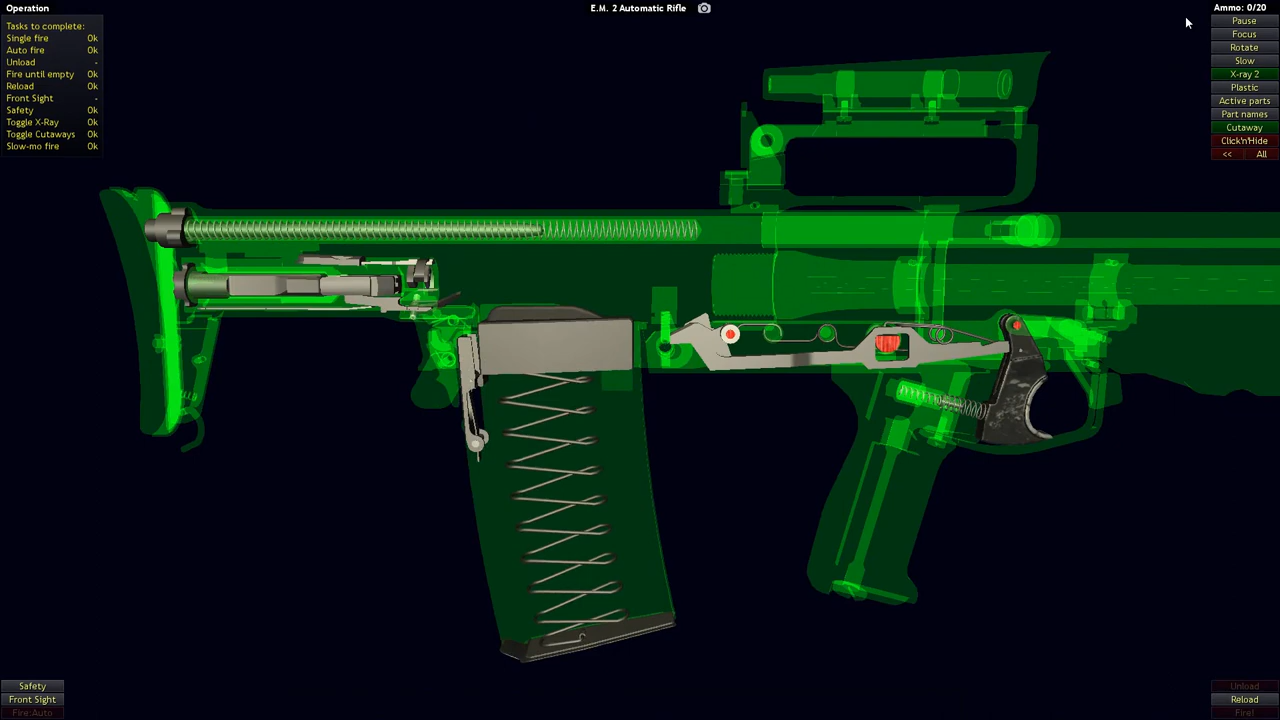 Operation
E.M. 2 Automatic Rifle
Ammo: 0/20
Tasks to complete:
Single fire Ok
Auto fire Ok
Unload -
Fire until empty Ok
Reload Ok
Front Sight -
Safety Ok
Toggle X-Ray Ok
Toggle Cutaways Ok
Slow-mo fire Ok
Pause
Focus
Rotate
Slow
X-ray 2
Plastic
Active parts
Part names
Cutaway
Click'n'Hide
<< All
Safety
Front Sight
Fire:Auto
Unload
Reload
Fire!